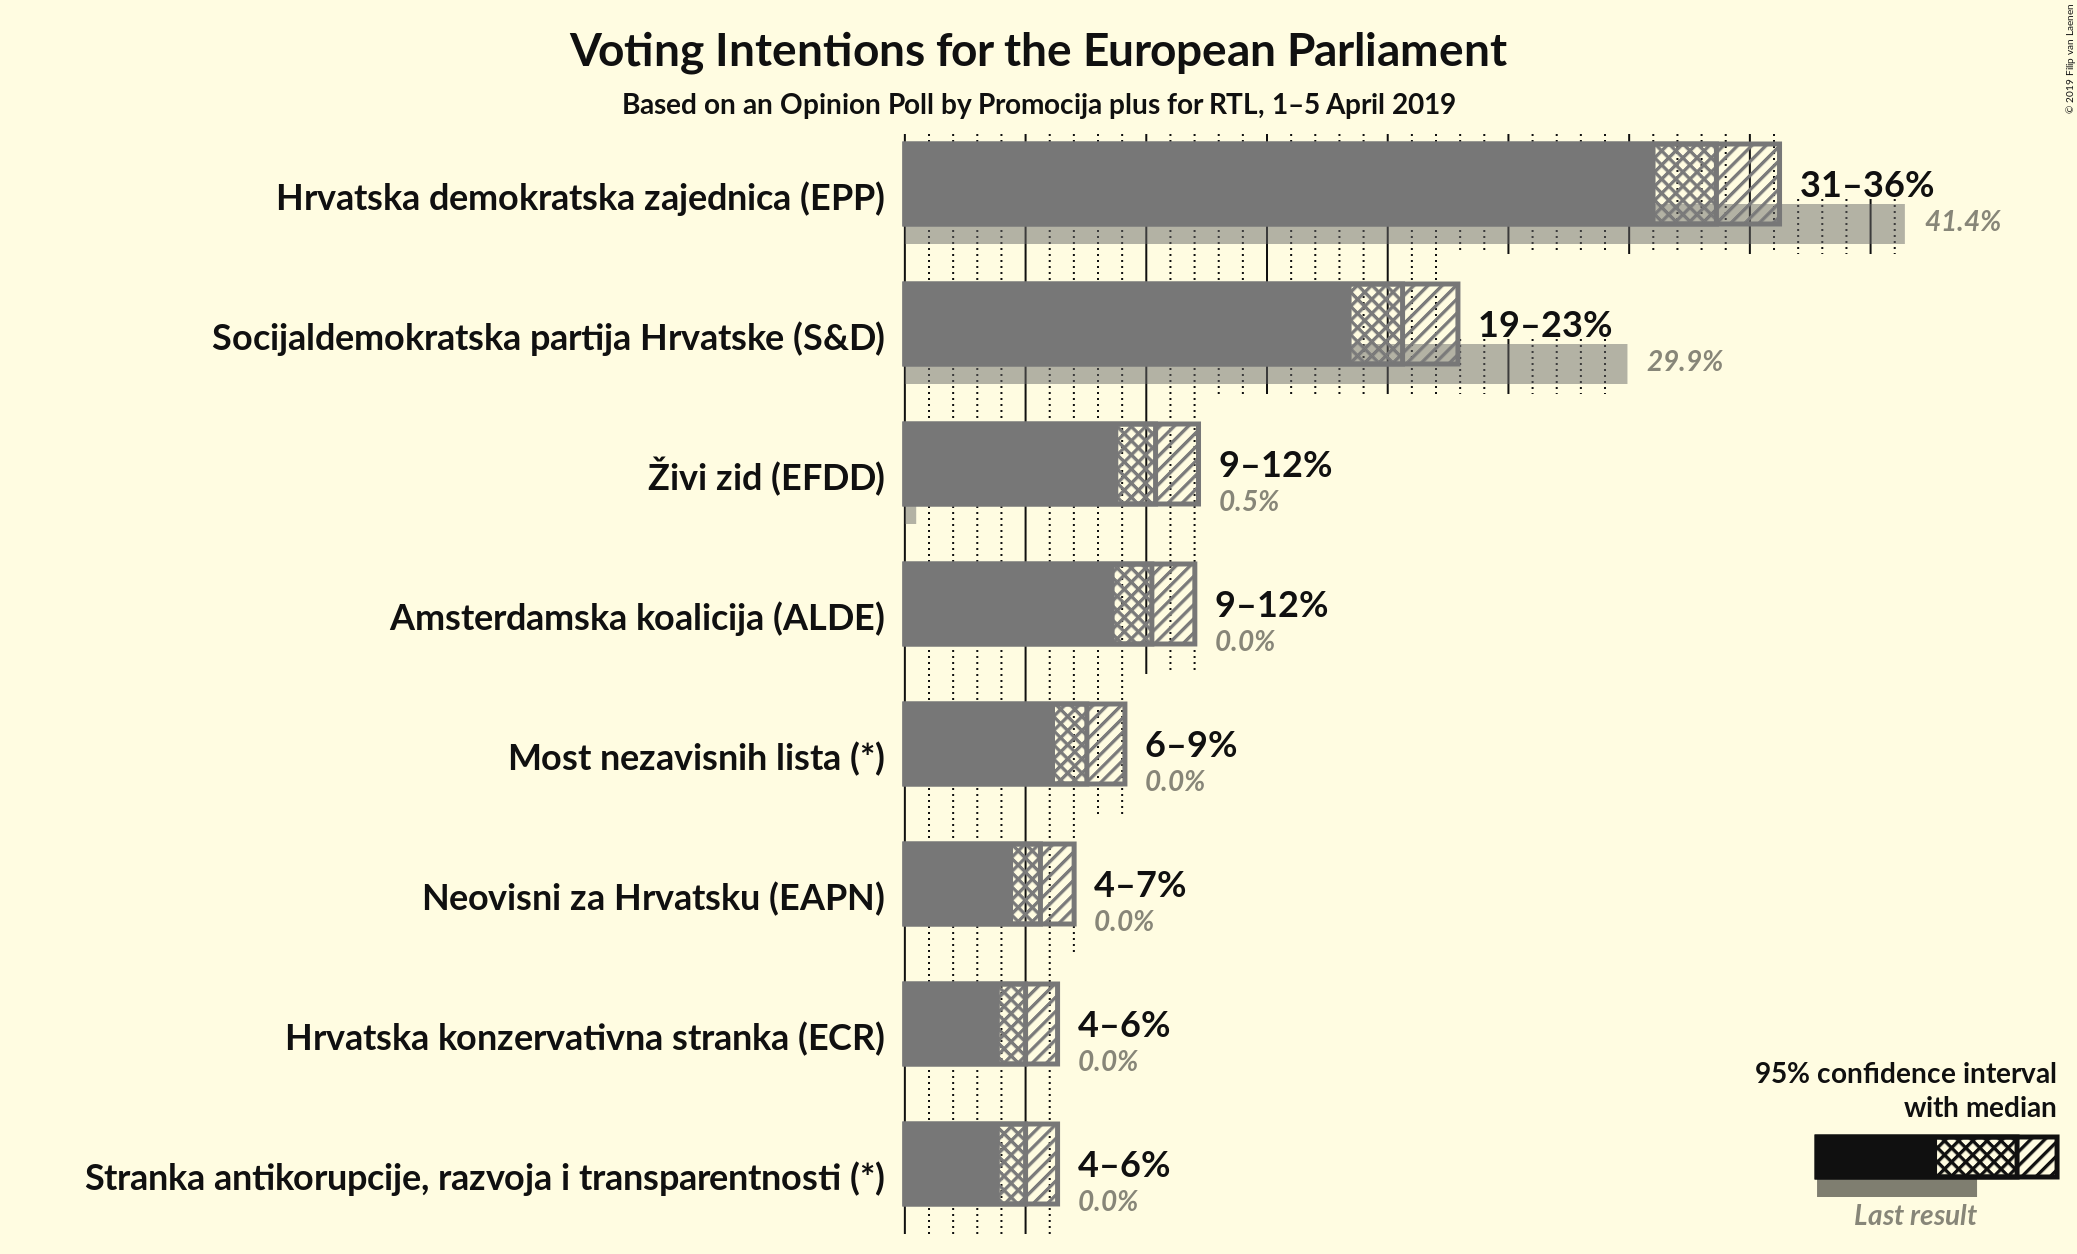 Voting Intentions for the European Parliament
Based on an Opinion Poll by Promocija plus for RTL, 1–5 April 2019
© 2019 Filip van Laenen
Hrvatska demokratska zajednica (EPP)
31–36%
41.4%
Socijaldemokratska partija Hrvatske (S&D)
19–23%
29.9%
Živi zid (EFDD)
9–12%
0.5%
Amsterdamska koalicija (ALDE)
9–12%
0.0%
Most nezavisnih lista (*)
6–9%
0.0%
Neovisni za Hrvatsku (EAPN)
4–7%
0.0%
Hrvatska konzervativna stranka (ECR)
4–6%
0.0%
Stranka antikorupcije, razvoja i transparentnosti (*)
4–6%
0.0%
95% confidence interval
with median
Last result